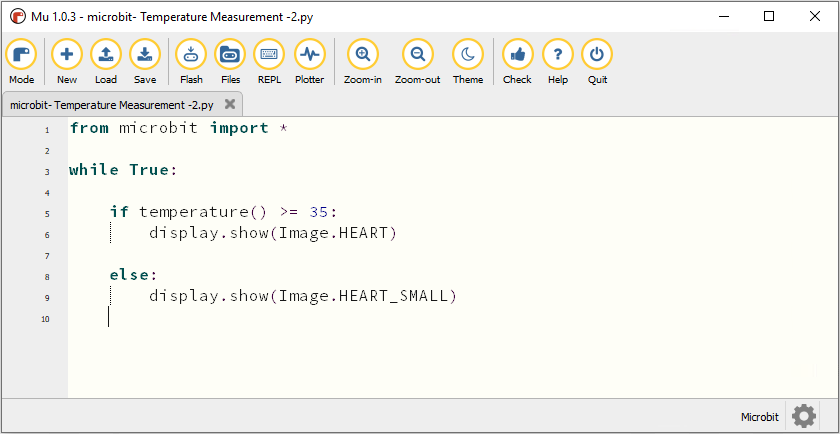 Mu 1.0.3 - microbit- Temperature Measurement -2.py
Mode New Load Save Flash Files REPL Plotter Zoom-in Zoom-out Theme Check Help Quit
microbit- Temperature Measurement -2.py
1 from microbit import *
2
3 while True:
4
5 if temperature() >= 35:
6 display.show(Image.HEART)
7
8 else:
9 display.show(Image.HEART_SMALL)
10
Microbit